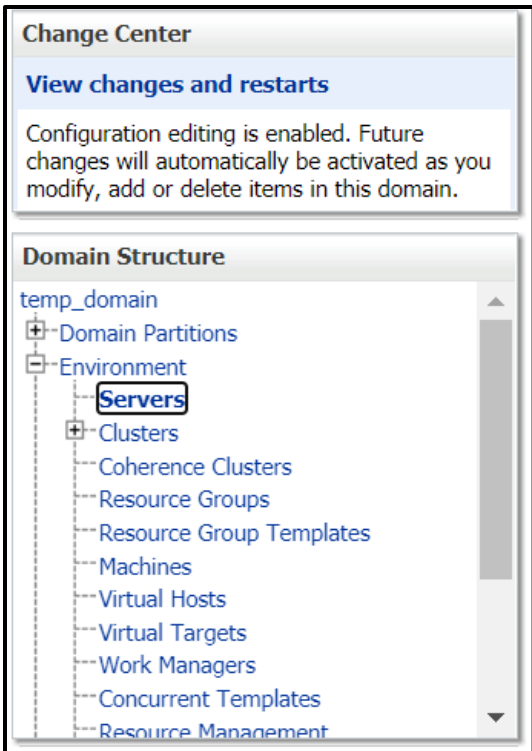 Change Center
View changes and restarts
Configuration editing is enabled. Future
changes will automatically be activated as you
modify, add or delete items in this domain.
Domain Structure
temp_domain
Domain Partitions
Environment
Servers
Clusters
Coherence Clusters
Resource Groups
Resource Group Templates
Machines
Virtual Hosts
Virtual Targets
Work Managers
Concurrent Templates
Resource Management